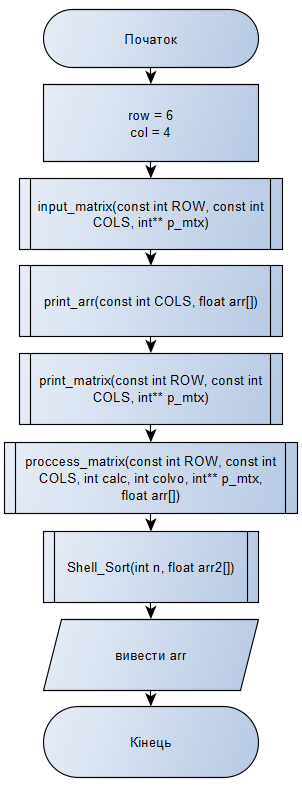 Початок
row = 6
col = 4
input_matrix(const int ROW, const int
COLS, int** p_mtx)
print_arr(const int COLS, float arr[])
print_matrix(const int ROW, const int
COLS, int** p_mtx)
proccess_matrix(const int ROW, const int
COLS, int calc, int colvo, int** p_mtx,
float arr[])
Shell_Sort(int n, float arr2[])
вивести arr
Кінець